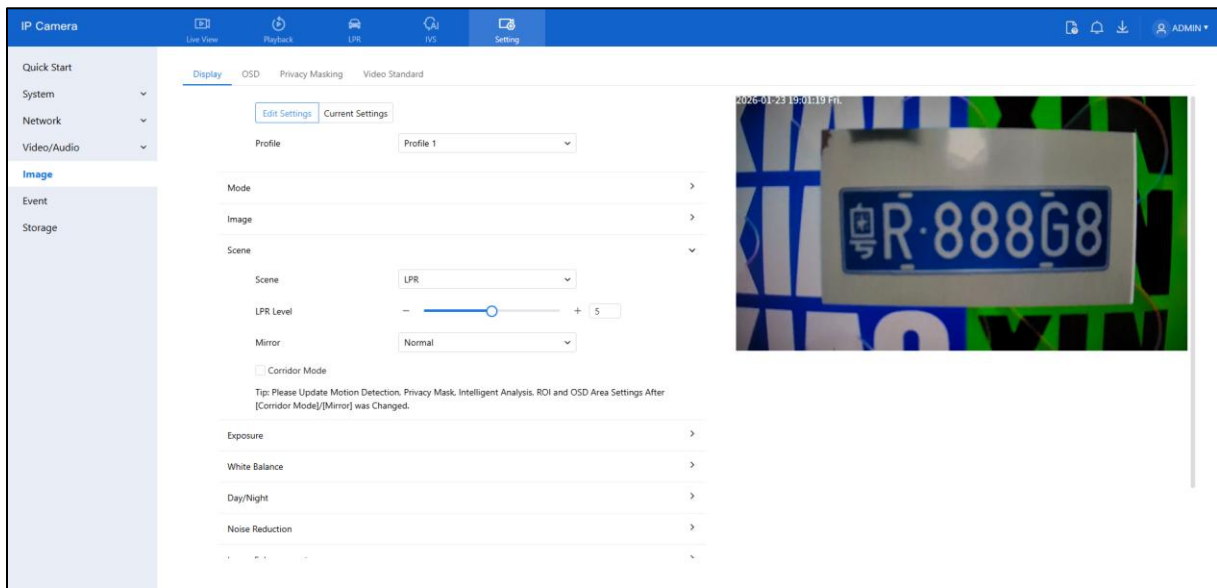 IP Camera
Live View
Playback
LPR
IVS
Setting
ADMIN
Quick Start
System
Network
Video/Audio
Image
Event
Storage
Display OSD Privacy Masking Video Standard
Edit Settings Current Settings
Profile Profile 1
Mode
Image
Scene
Scene LPR
LPR Level − + 5
Mirror Normal
Corridor Mode
Tip: Please Update Motion Detection, Privacy Mask, Intelligent Analysis, ROI and OSD Area Settings After
[Corridor Mode]/[Mirror] was Changed.
Exposure
White Balance
Day/Night
Noise Reduction
2026-01-23 19:01:19 Fri.
粤R·888G8